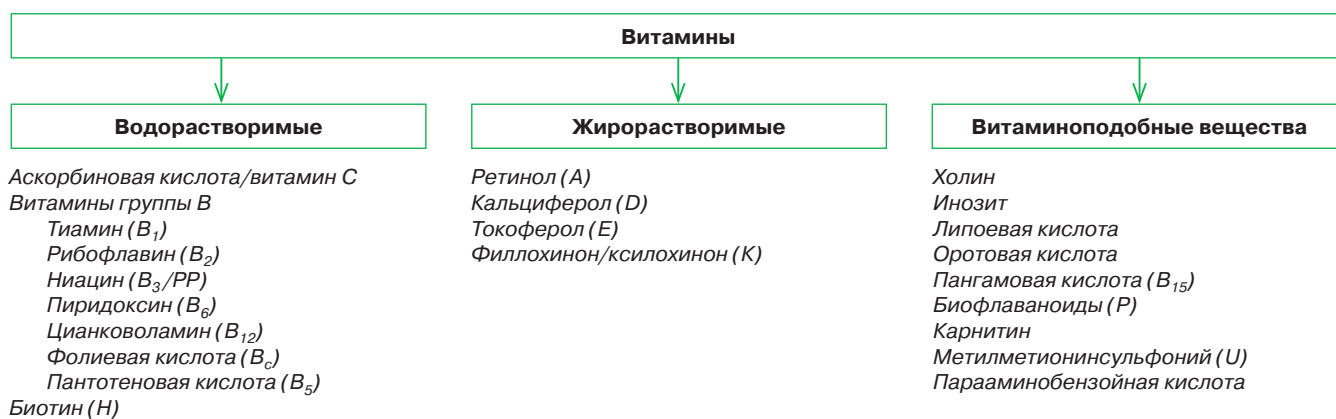 Витамины
Водорастворимые
Аскорбиновая кислота/витамин C
Витамины группы B
Тиамин (B₁)
Рибофлавин (B₂)
Ниацин (B₃/PP)
Пиридоксин (B₆)
Цианковоламин (B₁₂)
Фолиевая кислота (B_c)
Пантотеновая кислота (B₅)
Биотин (H)
Жирорастворимые
Ретинол (A)
Кальциферол (D)
Токоферол (E)
Филлохинон/ксилохинон (K)
Витаминоподобные вещества
Холин
Инозит
Липоевая кислота
Оротовая кислота
Пангамовая кислота (B₁₅)
Биофлаваноиды (P)
Карнитин
Метилметионинсульфоний (U)
Парааминобензойная кислота